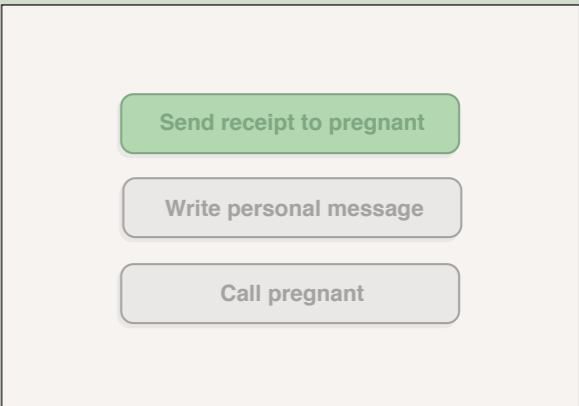 Send receipt to pregnant
Write personal message
Call pregnant